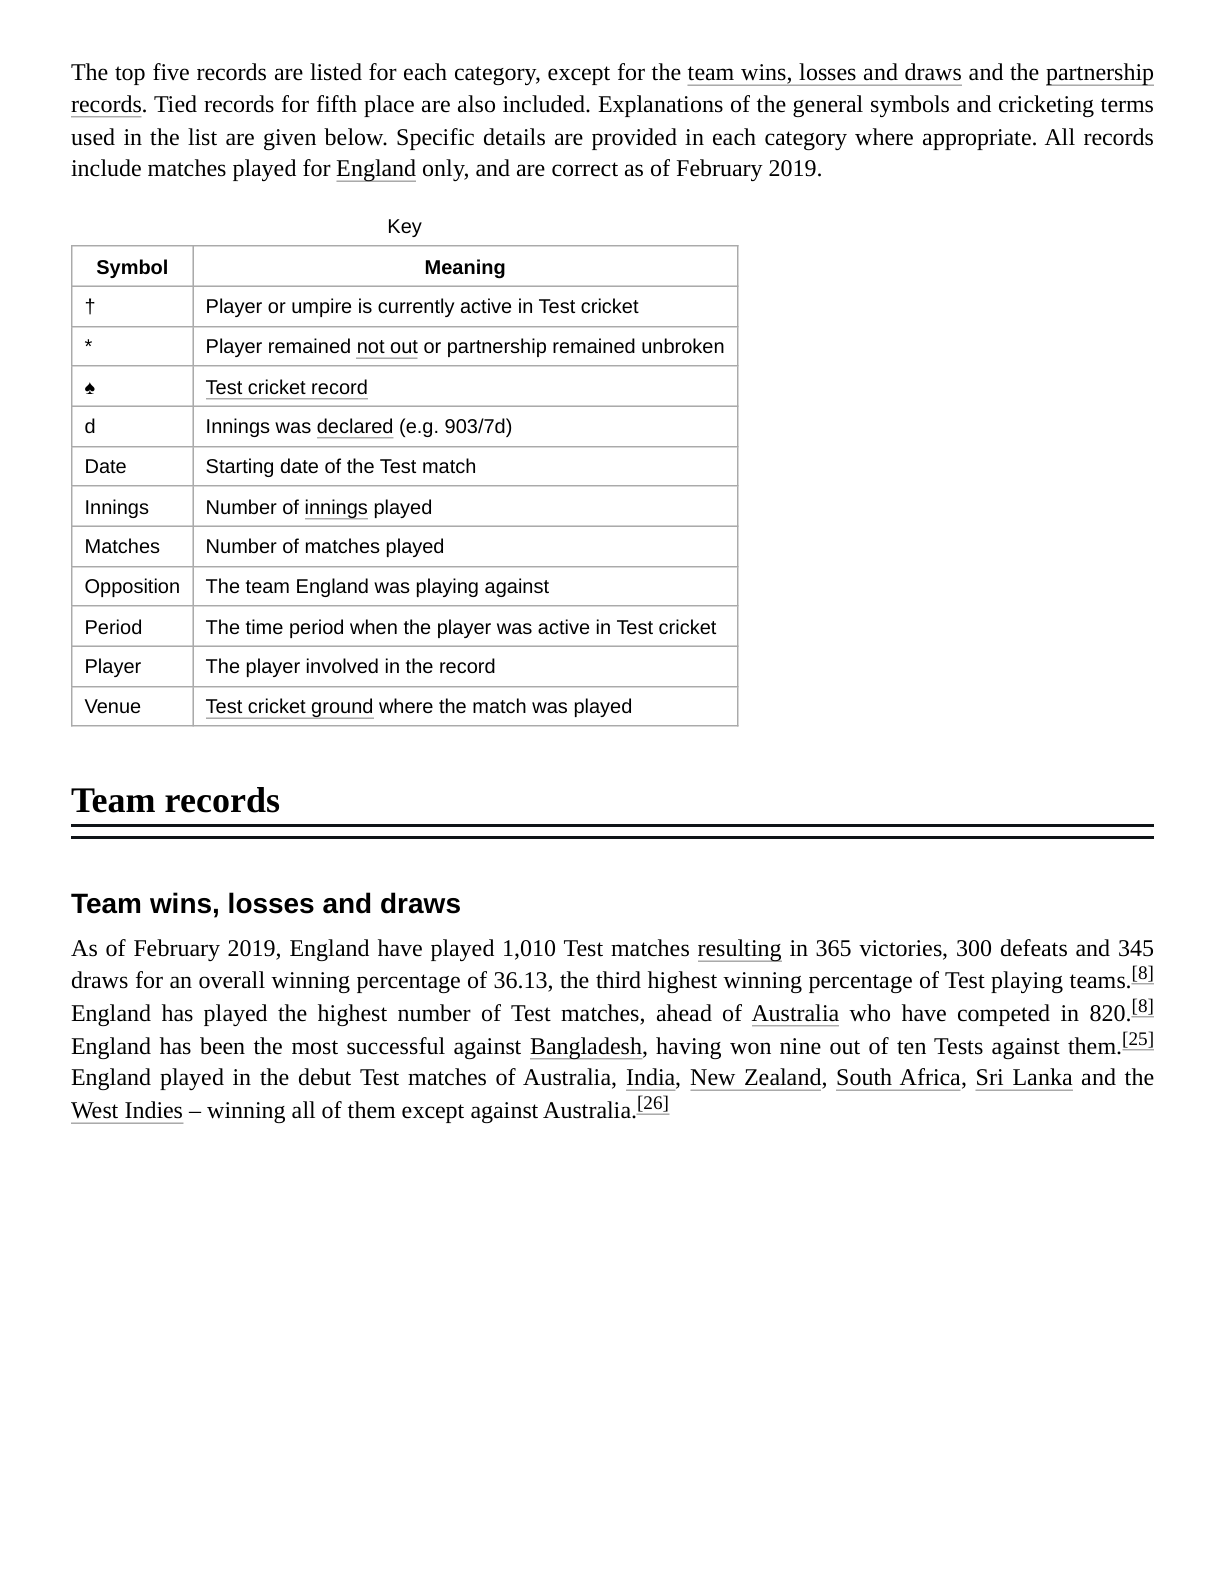 The top five records are listed for each category, except for the team wins, losses and draws and the partnership
records. Tied records for fifth place are also included. Explanations of the general symbols and cricketing terms
used in the list are given below. Specific details are provided in each category where appropriate. All records
include matches played for England only, and are correct as of February 2019.
Key
Symbol Meaning
† Player or umpire is currently active in Test cricket
* Player remained not out or partnership remained unbroken
♠ Test cricket record
d Innings was declared (e.g. 903/7d)
Date Starting date of the Test match
Innings Number of innings played
Matches Number of matches played
Opposition The team England was playing against
Period The time period when the player was active in Test cricket
Player The player involved in the record
Venue Test cricket ground where the match was played
Team records
Team wins, losses and draws
As of February 2019, England have played 1,010 Test matches resulting in 365 victories, 300 defeats and 345
draws for an overall winning percentage of 36.13, the third highest winning percentage of Test playing teams.[8]
England has played the highest number of Test matches, ahead of Australia who have competed in 820.[8]
England has been the most successful against Bangladesh, having won nine out of ten Tests against them.[25]
England played in the debut Test matches of Australia, India, New Zealand, South Africa, Sri Lanka and the
West Indies – winning all of them except against Australia.[26]